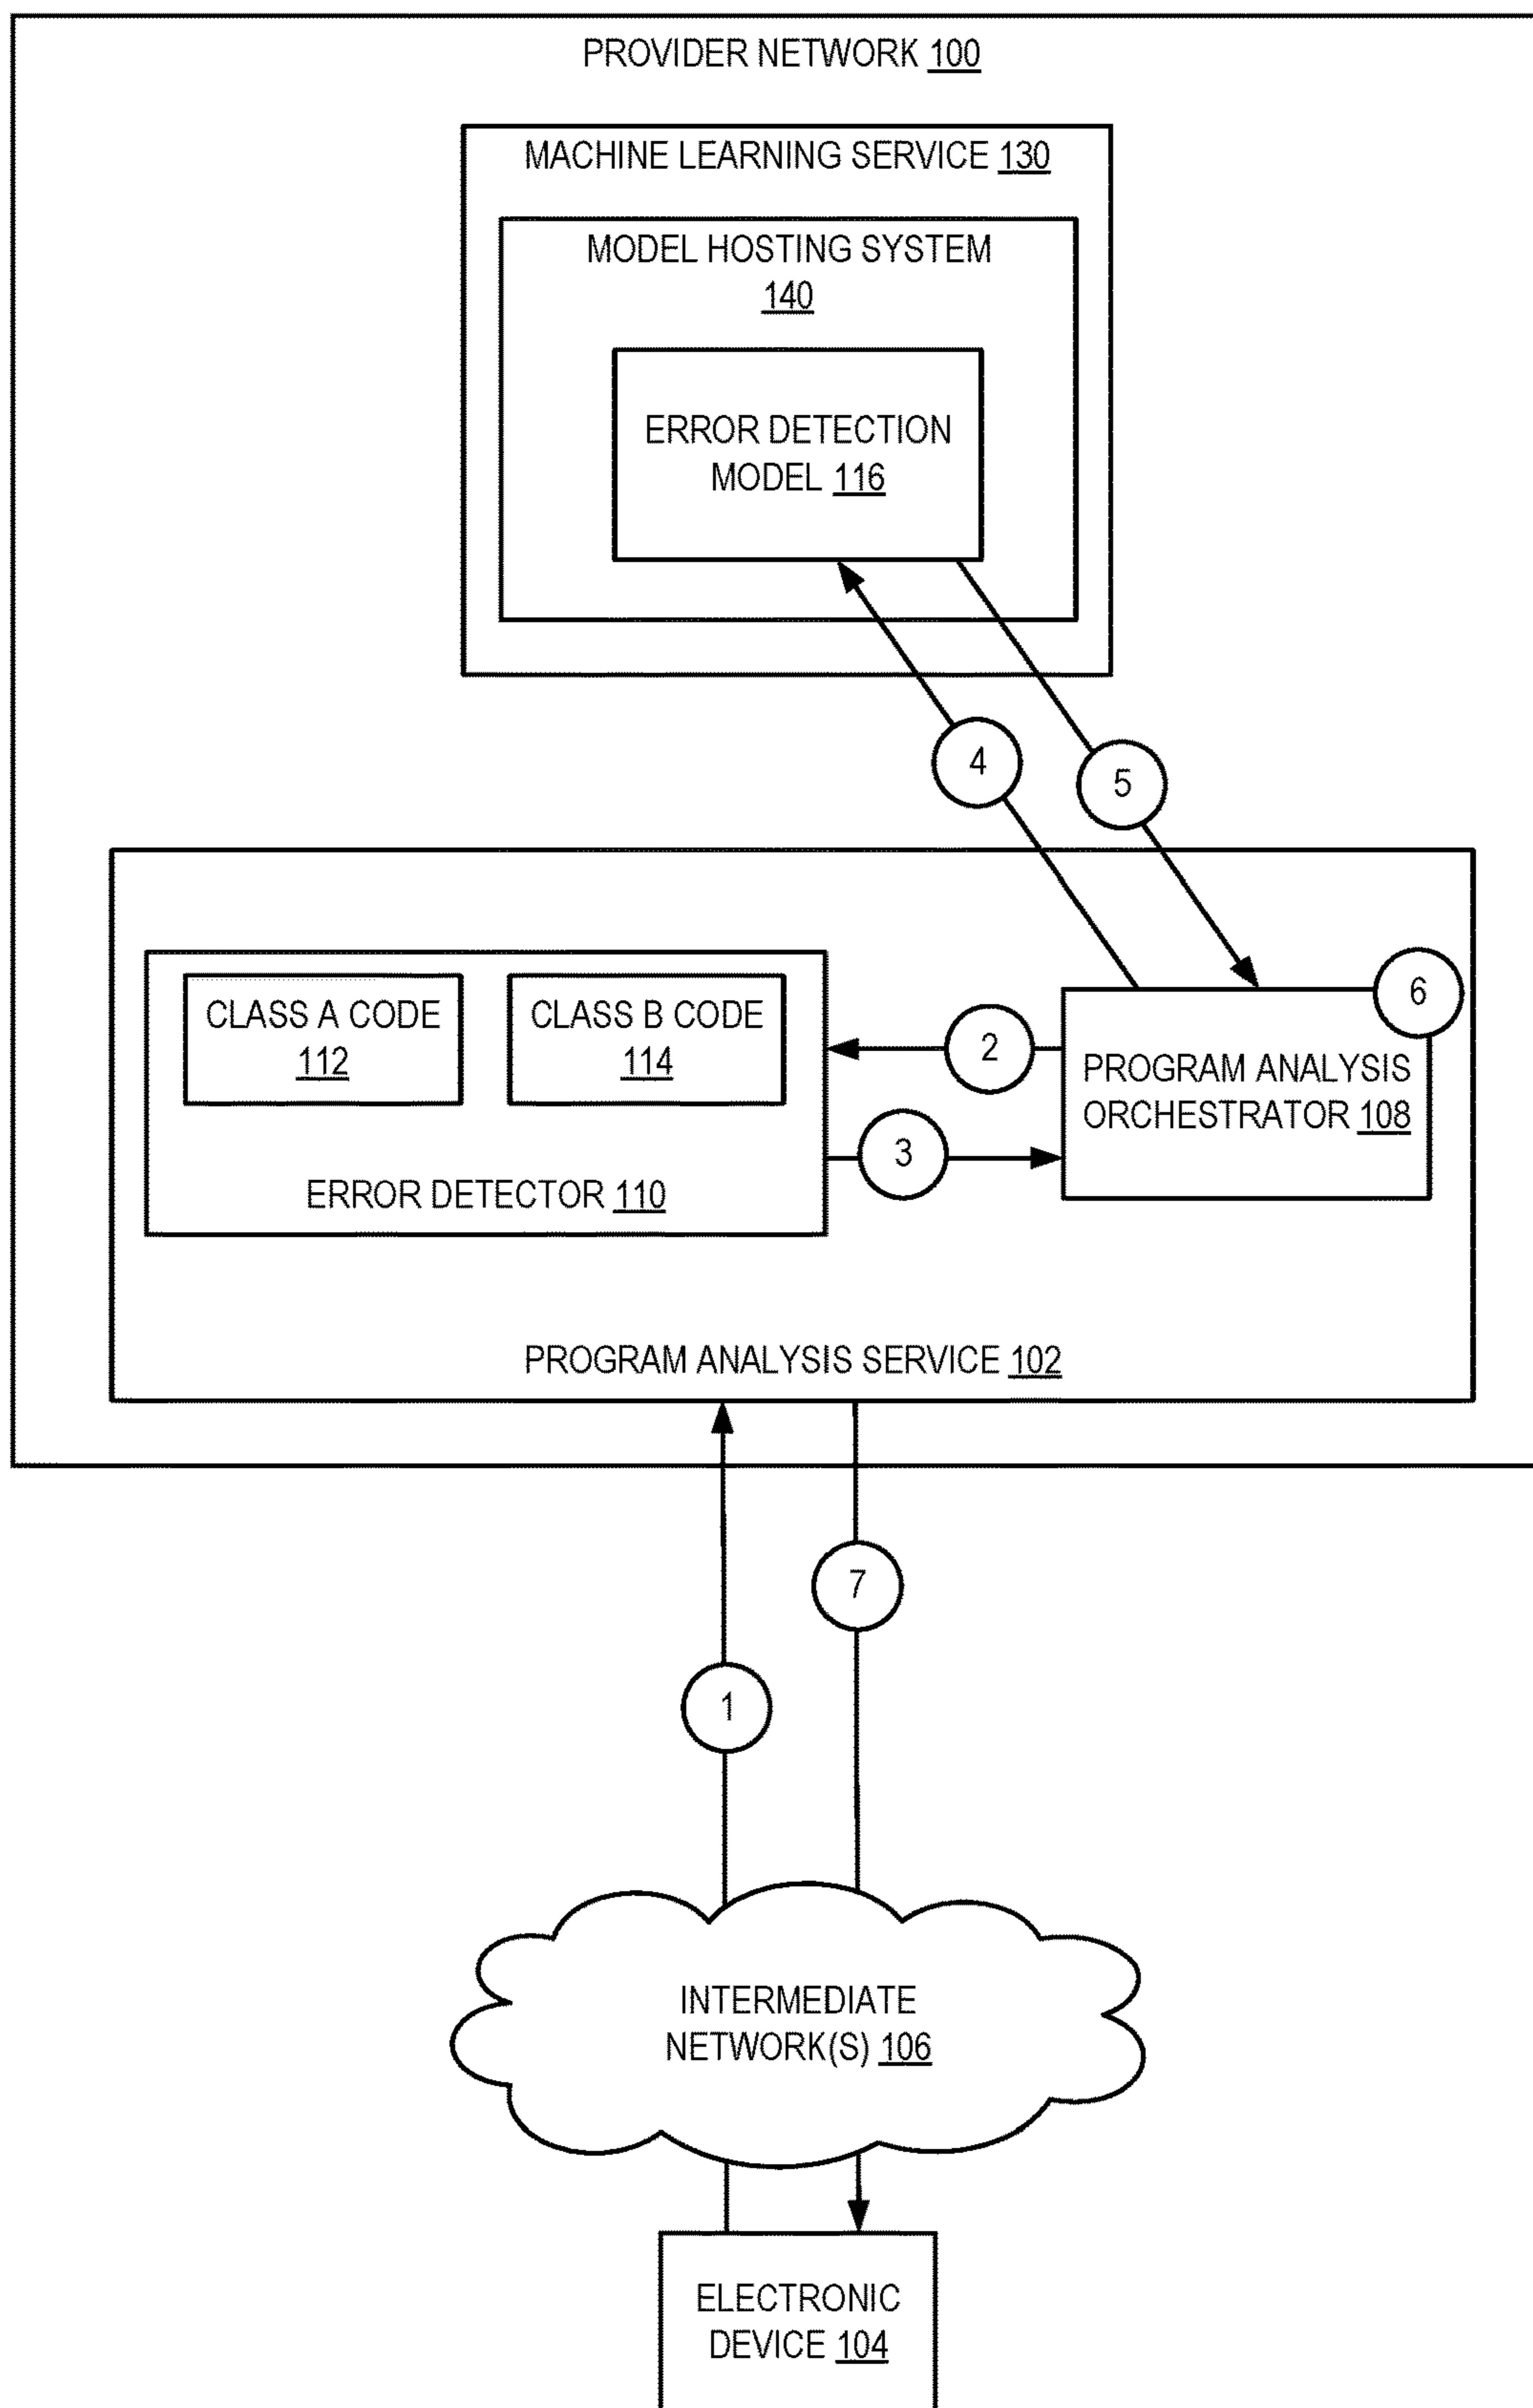 PROVIDER NETWORK 100
MACHINE LEARNING SERVICE 130
MODEL HOSTING SYSTEM
140
ERROR DETECTION
MODEL 116
4
5
6
CLASS A CODE
112
CLASS B CODE
114
2
PROGRAM ANALYSIS
ORCHESTRATOR 108
3
ERROR DETECTOR 110
PROGRAM ANALYSIS SERVICE 102
7
1
INTERMEDIATE
NETWORK(S) 106
ELECTRONIC
DEVICE 104